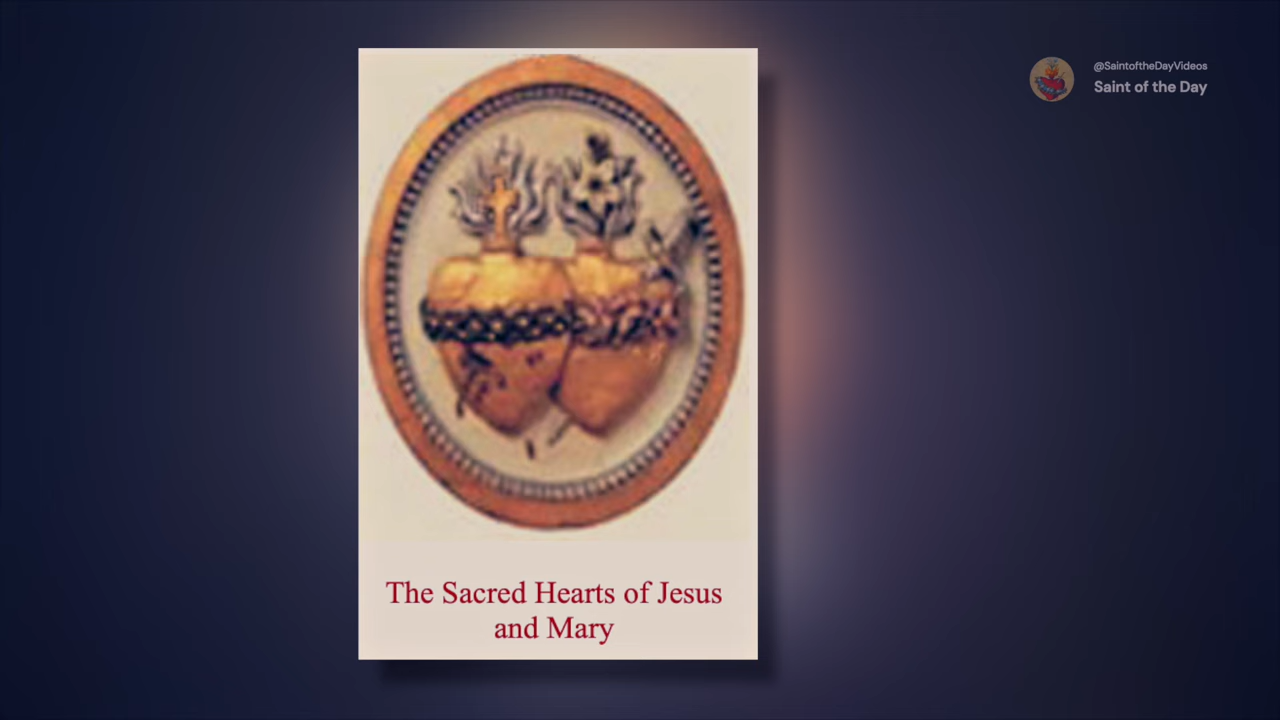 @SaintoftheDayVideos
Saint of the Day
The Sacred Hearts of Jesus
and Mary